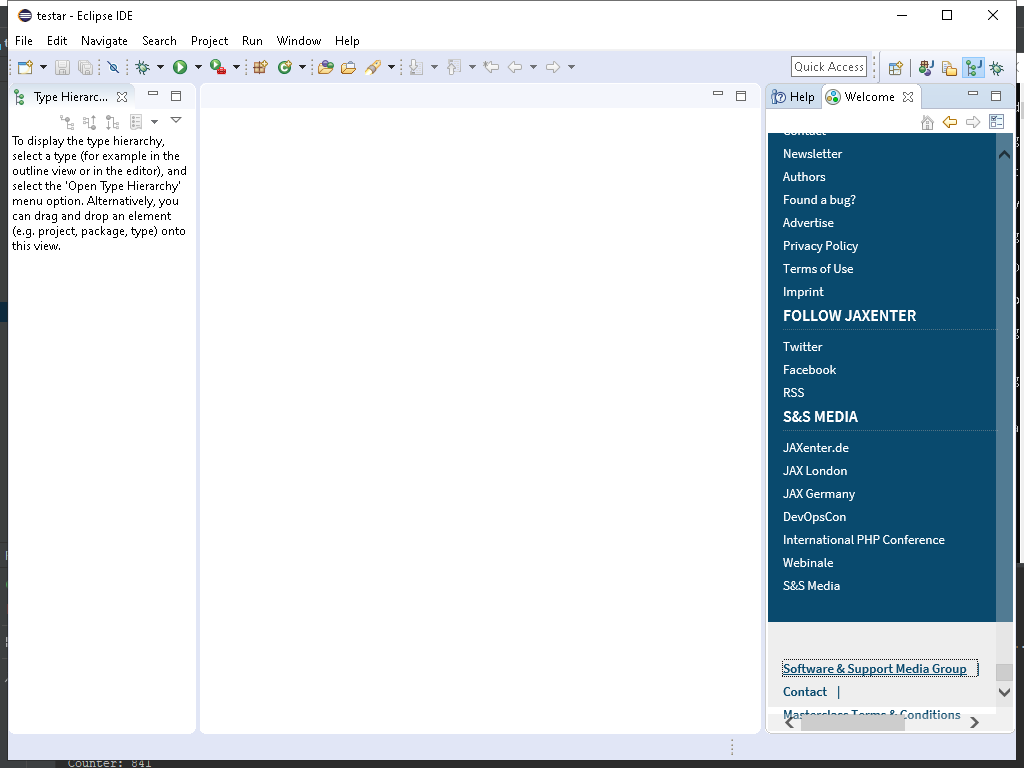 testar - Eclipse IDE
File Edit Navigate Search Project Run Window Help
Quick Access
Type Hierarc...
Help
Welcome
To display the type hierarchy,
select a type (for example in the
outline view or in the editor), and
select the 'Open Type Hierarchy'
menu option. Alternatively, you
can drag and drop an element
(e.g. project, package, type) onto
this view.
Contact
Newsletter
Authors
Found a bug?
Advertise
Privacy Policy
Terms of Use
Imprint
FOLLOW JAXENTER
Twitter
Facebook
RSS
S&S MEDIA
JAXenter.de
JAX London
JAX Germany
DevOpsCon
International PHP Conference
Webinale
S&S Media
Software & Support Media Group
Contact |
Masterclass Terms & Conditions
Counter: 841